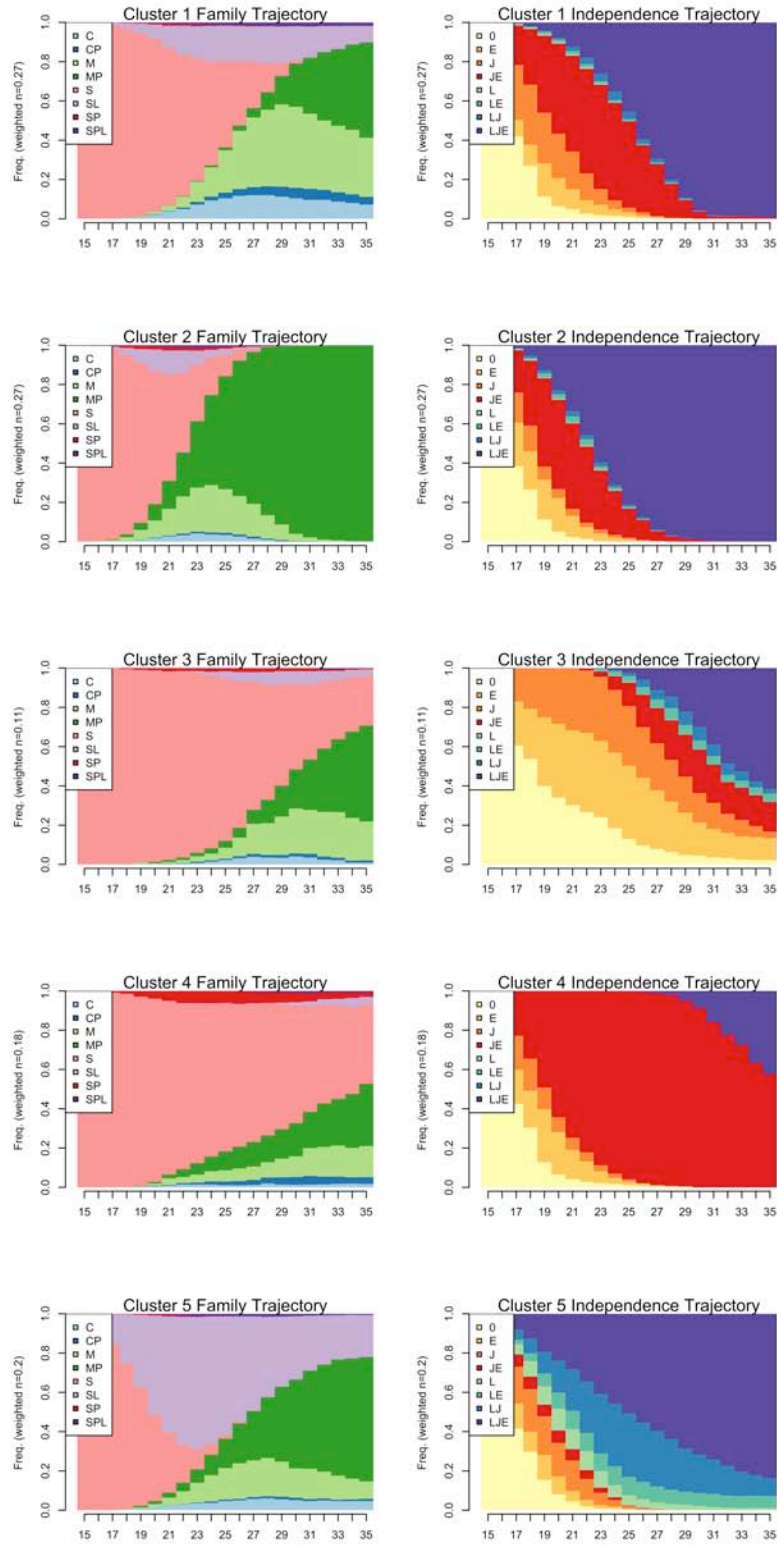 Cluster 1 Family Trajectory
Freq. (weighted n=0.27)
0.0 0.2 0.4 0.6 0.8 1.0
C
CP
M
MP
S
SL
SP
SPL
15 17 19 21 23 25 27 29 31 33 35
Cluster 1 Independence Trajectory
Freq. (weighted n=0.27)
0.0 0.2 0.4 0.6 0.8 1.0
0
E
J
JE
L
LE
LJ
LJE
15 17 19 21 23 25 27 29 31 33 35
Cluster 2 Family Trajectory
Freq. (weighted n=0.27)
0.0 0.2 0.4 0.6 0.8 1.0
C
CP
M
MP
S
SL
SP
SPL
15 17 19 21 23 25 27 29 31 33 35
Cluster 2 Independence Trajectory
Freq. (weighted n=0.27)
0.0 0.2 0.4 0.6 0.8 1.0
0
E
J
JE
L
LE
LJ
LJE
15 17 19 21 23 25 27 29 31 33 35
Cluster 3 Family Trajectory
Freq. (weighted n=0.11)
0.0 0.2 0.4 0.6 0.8 1.0
C
CP
M
MP
S
SL
SP
SPL
15 17 19 21 23 25 27 29 31 33 35
Cluster 3 Independence Trajectory
Freq. (weighted n=0.11)
0.0 0.2 0.4 0.6 0.8 1.0
0
E
J
JE
L
LE
LJ
LJE
15 17 19 21 23 25 27 29 31 33 35
Cluster 4 Family Trajectory
Freq. (weighted n=0.18)
0.0 0.2 0.4 0.6 0.8 1.0
C
CP
M
MP
S
SL
SP
SPL
15 17 19 21 23 25 27 29 31 33 35
Cluster 4 Independence Trajectory
Freq. (weighted n=0.18)
0.0 0.2 0.4 0.6 0.8 1.0
0
E
J
JE
L
LE
LJ
LJE
15 17 19 21 23 25 27 29 31 33 35
Cluster 5 Family Trajectory
Freq. (weighted n=0.2)
0.0 0.2 0.4 0.6 0.8 1.0
C
CP
M
MP
S
SL
SP
SPL
15 17 19 21 23 25 27 29 31 33 35
Cluster 5 Independence Trajectory
Freq. (weighted n=0.2)
0.0 0.2 0.4 0.6 0.8 1.0
0
E
J
JE
L
LE
LJ
LJE
15 17 19 21 23 25 27 29 31 33 35